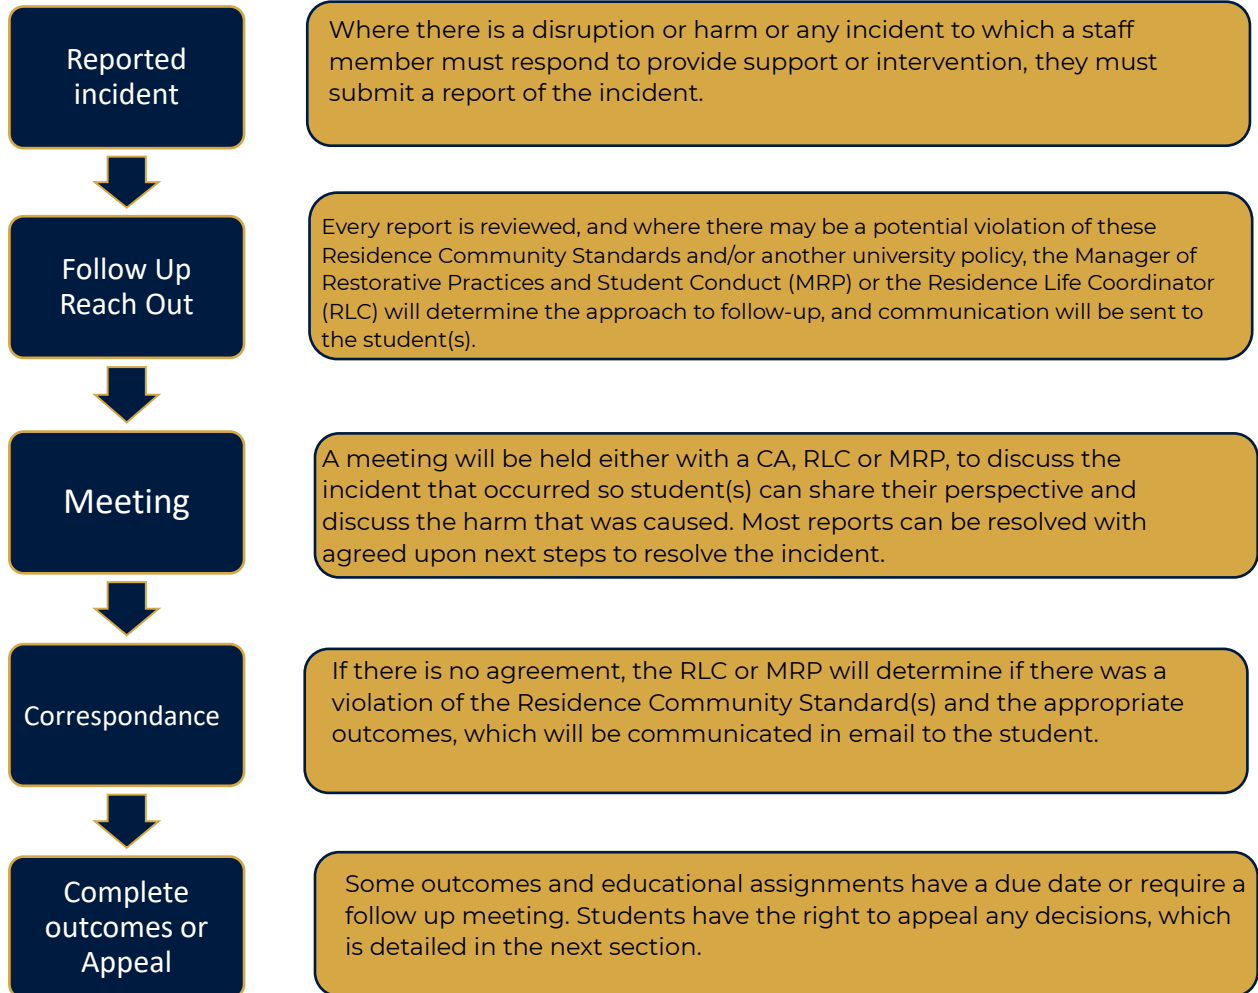 Reported
incident
Where there is a disruption or harm or any incident to which a staff
member must respond to provide support or intervention, they must
submit a report of the incident.
Follow Up
Reach Out
Every report is reviewed, and where there may be a potential violation of these
Residence Community Standards and/or another university policy, the Manager of
Restorative Practices and Student Conduct (MRP) or the Residence Life Coordinator
(RLC) will determine the approach to follow-up, and communication will be sent to
the student(s).
Meeting
A meeting will be held either with a CA, RLC or MRP, to discuss the
incident that occurred so student(s) can share their perspective and
discuss the harm that was caused. Most reports can be resolved with
agreed upon next steps to resolve the incident.
Correspondance
If there is no agreement, the RLC or MRP will determine if there was a
violation of the Residence Community Standard(s) and the appropriate
outcomes, which will be communicated in email to the student.
Complete
outcomes or
Appeal
Some outcomes and educational assignments have a due date or require a
follow up meeting. Students have the right to appeal any decisions, which
is detailed in the next section.